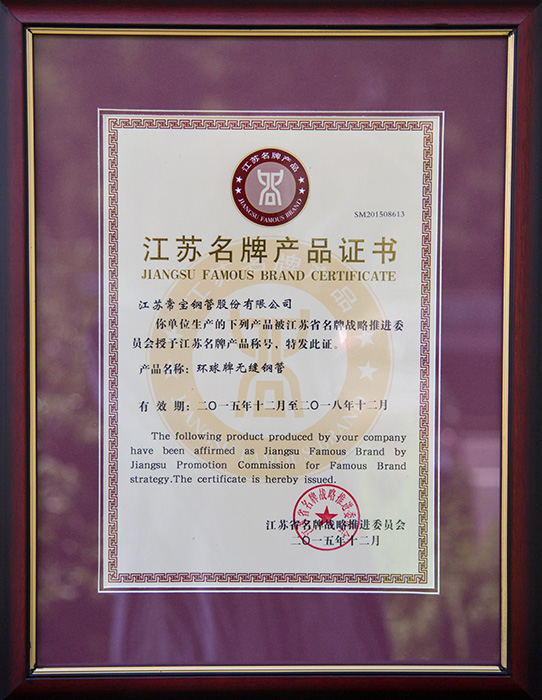 江苏名牌产品
JIANGSU FAMOUS BRAND
SM201508613
江苏名牌产品证书
JIANGSU FAMOUS BRAND CERTIFICATE
江苏常宝钢管股份有限公司
你单位生产的下列产品被江苏省名牌战略推进委
员会授予江苏名牌产品称号，特发此证。
产品名称：环球牌无缝钢管
有 效 期：二〇一五年十二月至二〇一八年十二月
The following product produced by your company
have been affirmed as Jiangsu Famous Brand by
Jiangsu Promotion Commission for Famous Brand
strategy.The certificate is hereby issued.
江苏省名牌战略推进委员会
二〇一五年十二月